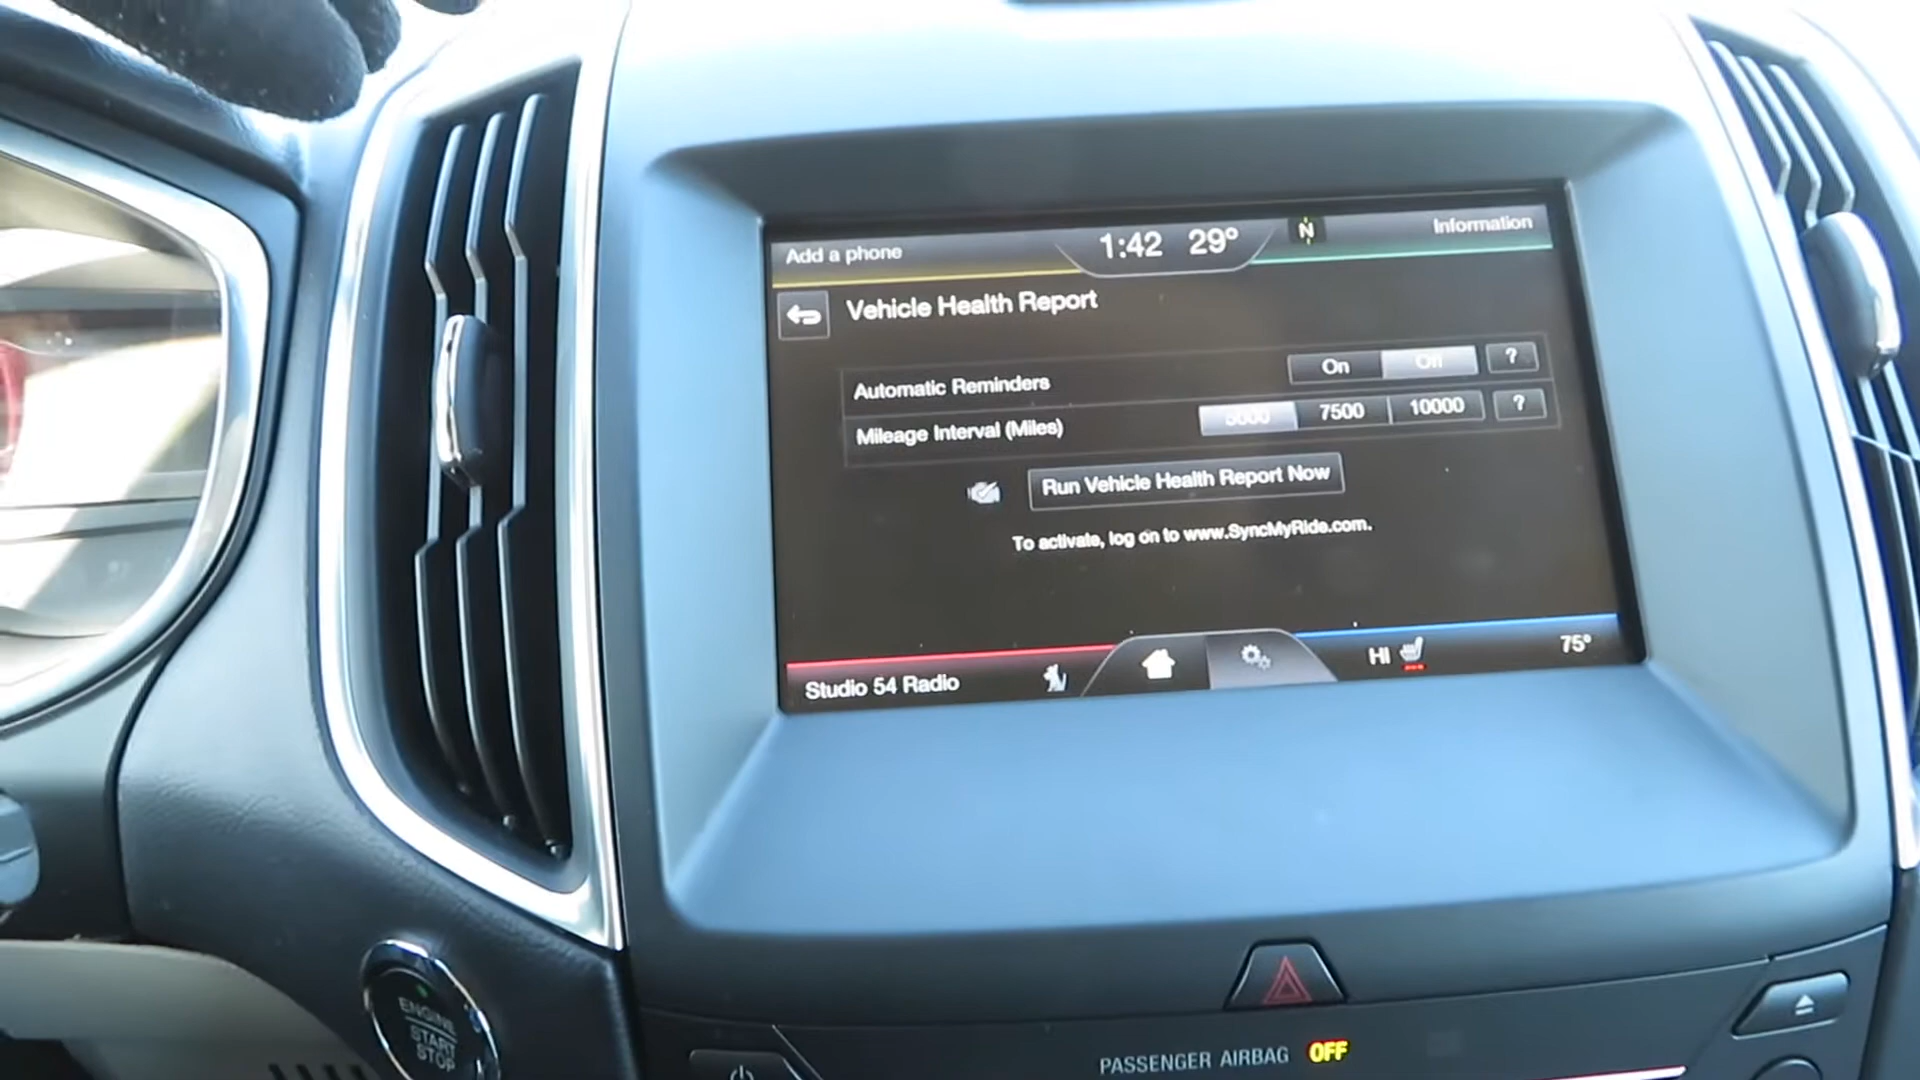 Add a phone 1:42 29° N Information
Vehicle Health Report
Automatic Reminders On Off ?
Mileage Interval (Miles) 5000 7500 10000 ?
Run Vehicle Health Report Now
To activate, log on to www.SyncMyRide.com.
Studio 54 Radio HI 75°
ENGINE
START
STOP
PASSENGER AIRBAG OFF